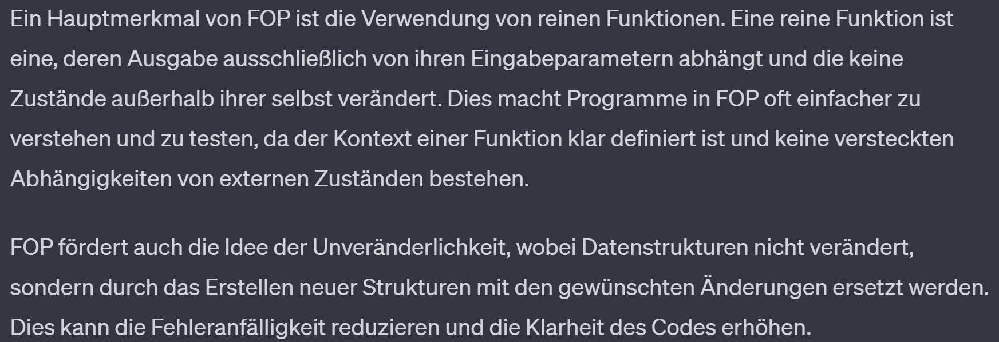 Ein Hauptmerkmal von FOP ist die Verwendung von reinen Funktionen. Eine reine Funktion ist
eine, deren Ausgabe ausschließlich von ihren Eingabeparametern abhängt und die keine
Zustände außerhalb ihrer selbst verändert. Dies macht Programme in FOP oft einfacher zu
verstehen und zu testen, da der Kontext einer Funktion klar definiert ist und keine versteckten
Abhängigkeiten von externen Zuständen bestehen.
FOP fördert auch die Idee der Unveränderlichkeit, wobei Datenstrukturen nicht verändert,
sondern durch das Erstellen neuer Strukturen mit den gewünschten Änderungen ersetzt werden.
Dies kann die Fehleranfälligkeit reduzieren und die Klarheit des Codes erhöhen.